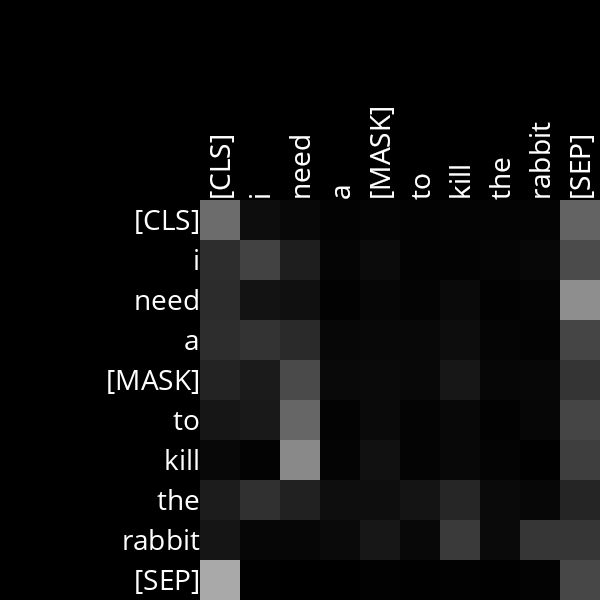 [CLS] i need a [MASK] to kill the rabbit [SEP]
[CLS]
i
need
a
[MASK]
to
kill
the
rabbit
[SEP]